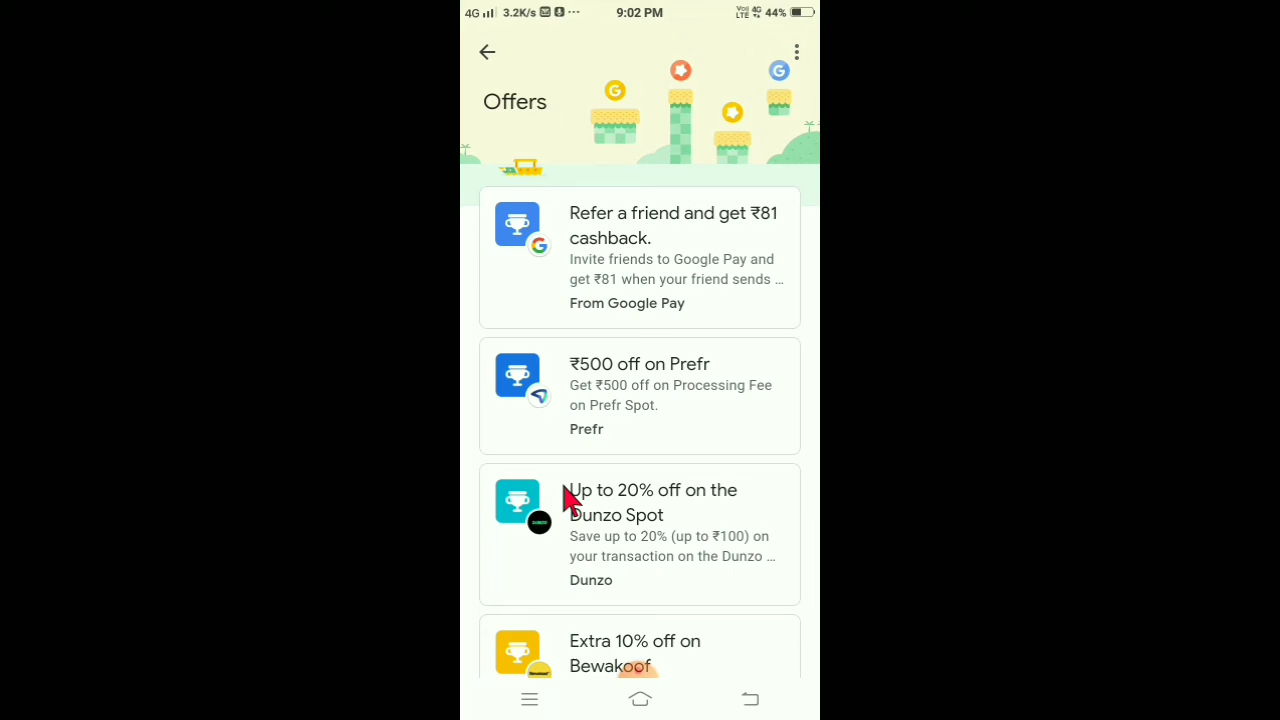 4G 3.2K/s ... 9:02 PM VoI LTE 4G 44%
Offers
Refer a friend and get ₹81
cashback.
Invite friends to Google Pay and
get ₹81 when your friend sends ...
From Google Pay
₹500 off on Prefr
Get ₹500 off on Processing Fee
on Prefr Spot.
Prefr
Up to 20% off on the
Dunzo Spot
Save up to 20% (up to ₹100) on
your transaction on the Dunzo ...
Dunzo
Extra 10% off on
Bewakoof